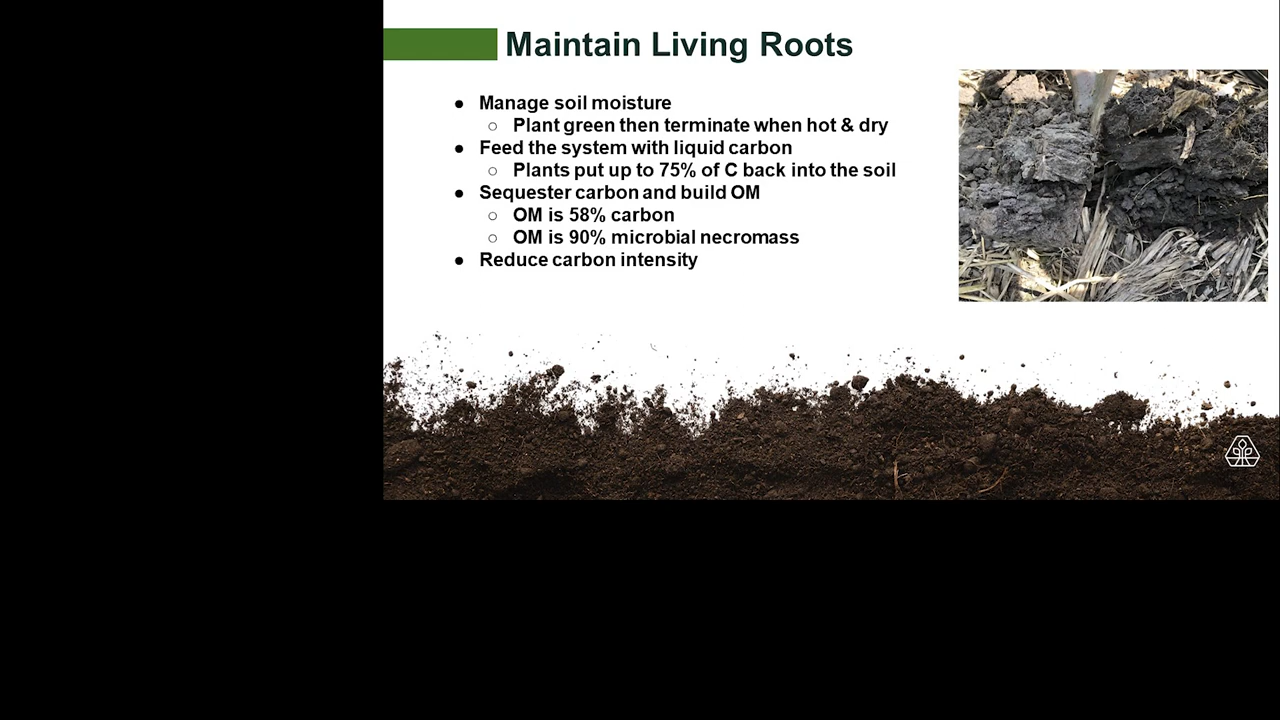 Maintain Living Roots
● Manage soil moisture
○ Plant green then terminate when hot & dry
● Feed the system with liquid carbon
○ Plants put up to 75% of C back into the soil
● Sequester carbon and build OM
○ OM is 58% carbon
○ OM is 90% microbial necromass
● Reduce carbon intensity